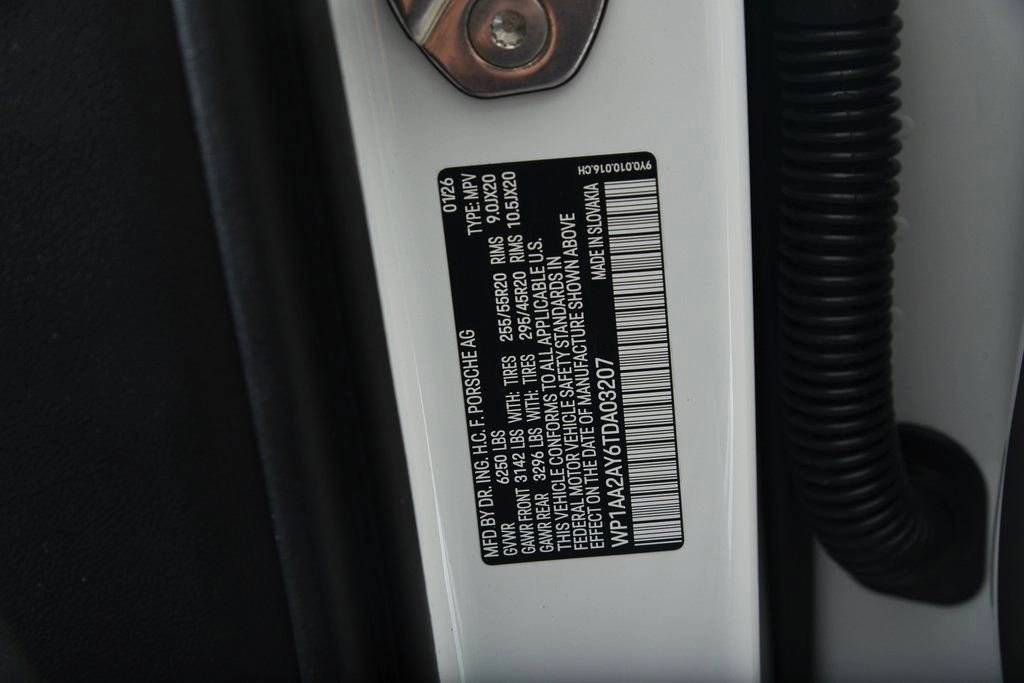 MFD BY DR. ING. H.C. F. PORSCHE AG 01/26
GVWR 6250 LBS TYPE: MPV
GAWR FRONT 3142 LBS WITH: TIRES 255/55R20 RIMS 9.0JX20
GAWR REAR 3296 LBS WITH: TIRES 295/45R20 RIMS 10.5JX20
THIS VEHICLE CONFORMS TO ALL APPLICABLE U.S.
FEDERAL MOTOR VEHICLE SAFETY STANDARDS IN
EFFECT ON THE DATE OF MANUFACTURE SHOWN ABOVE
WP1AA2AY6TDA03207 MADE IN SLOVAKIA
9Y0.010.016.CH